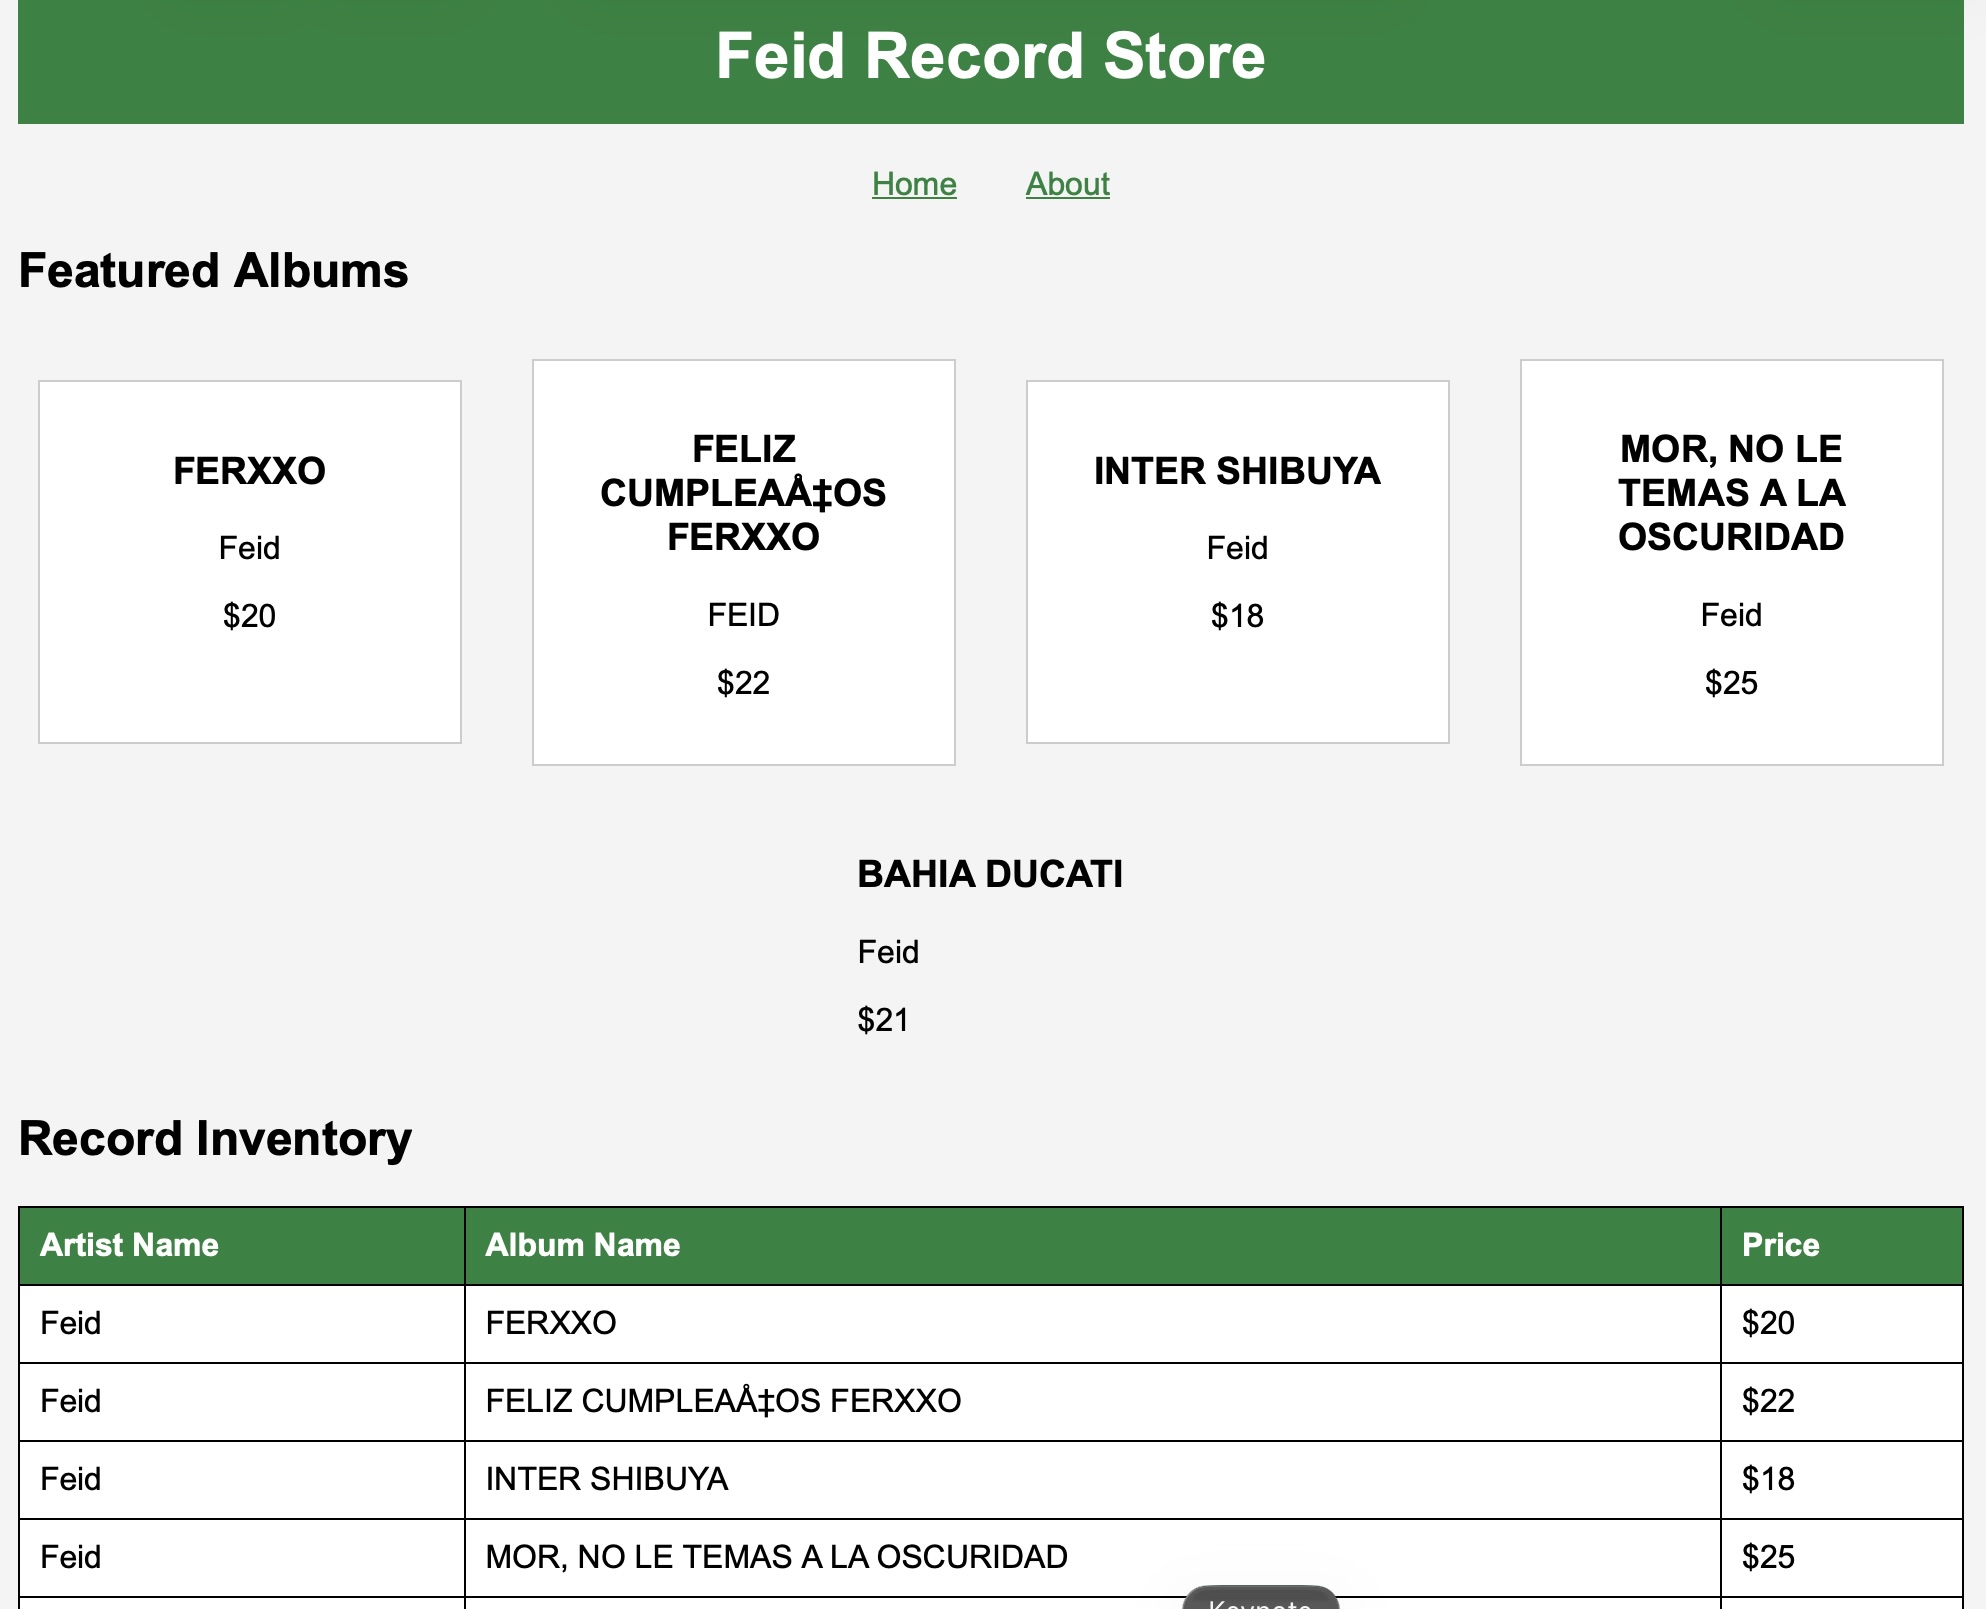 Feid Record Store
Home About
Featured Albums
FERXXO
Feid
$20
FELIZ
CUMPLEAÅ‡OS
FERXXO
FEID
$22
INTER SHIBUYA
Feid
$18
MOR, NO LE
TEMAS A LA
OSCURIDAD
Feid
$25
BAHIA DUCATI
Feid
$21
Record Inventory
Artist Name Album Name Price
Feid FERXXO $20
Feid FELIZ CUMPLEAÅ‡OS FERXXO $22
Feid INTER SHIBUYA $18
Feid MOR, NO LE TEMAS A LA OSCURIDAD $25